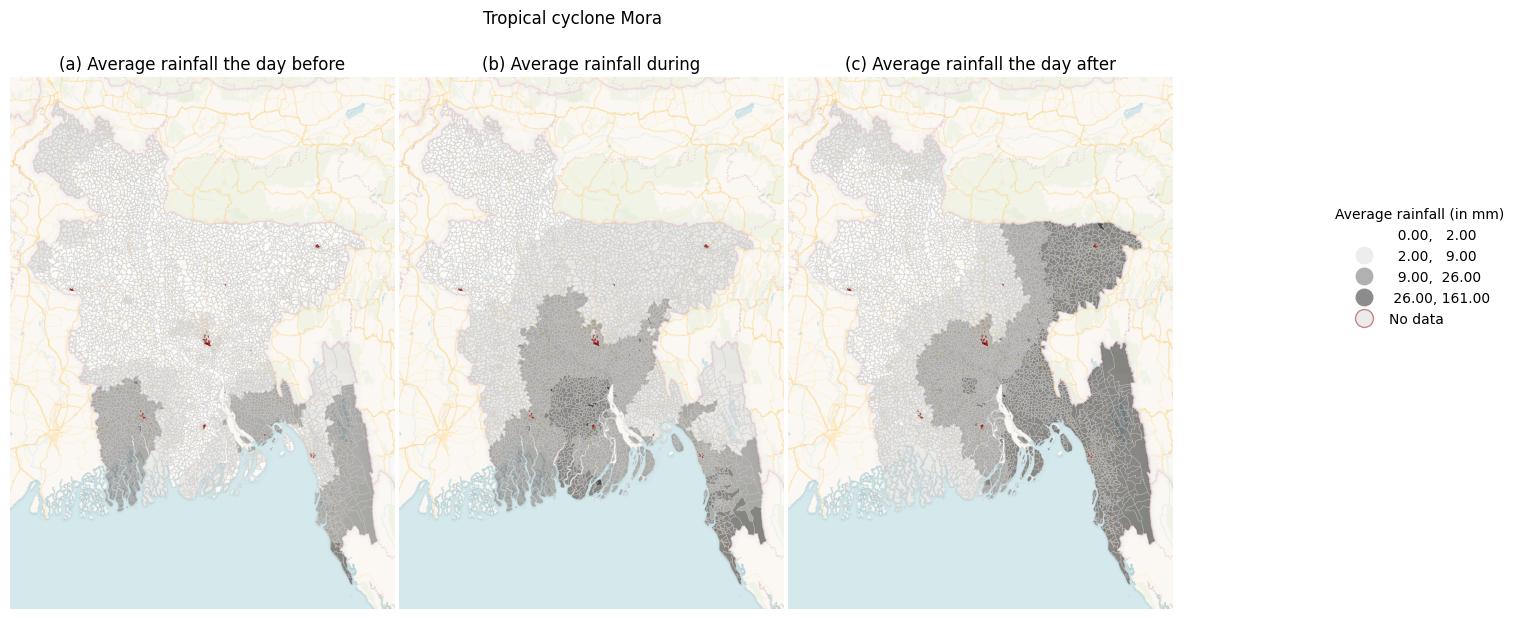 Tropical cyclone Mora
(a) Average rainfall the day before
(b) Average rainfall during
(c) Average rainfall the day after
Average rainfall (in mm)
0.00, 2.00
2.00, 9.00
9.00, 26.00
26.00, 161.00
No data